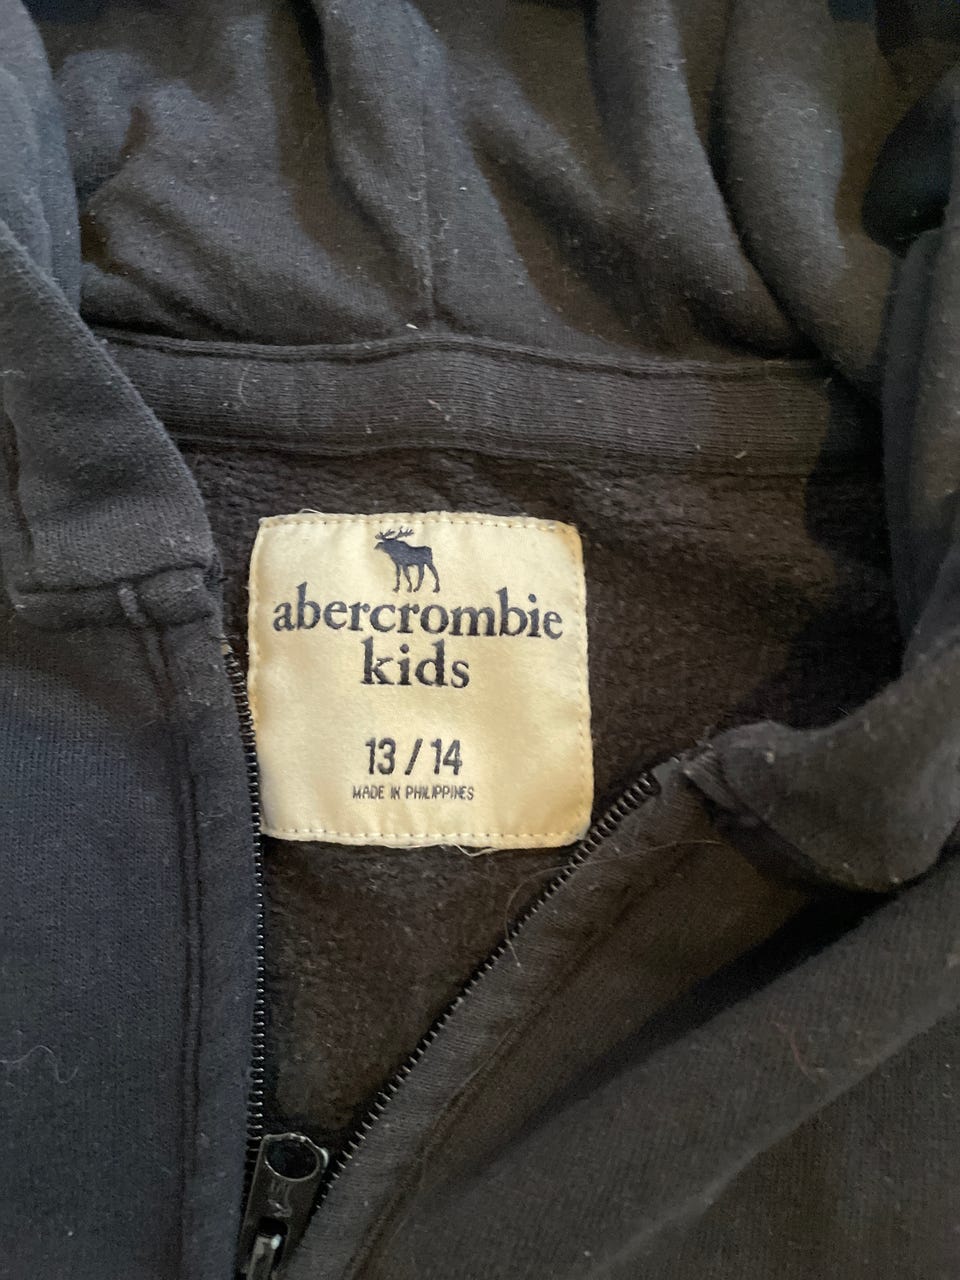 abercrombie
kids
13 / 14
MADE IN PHILIPPINES